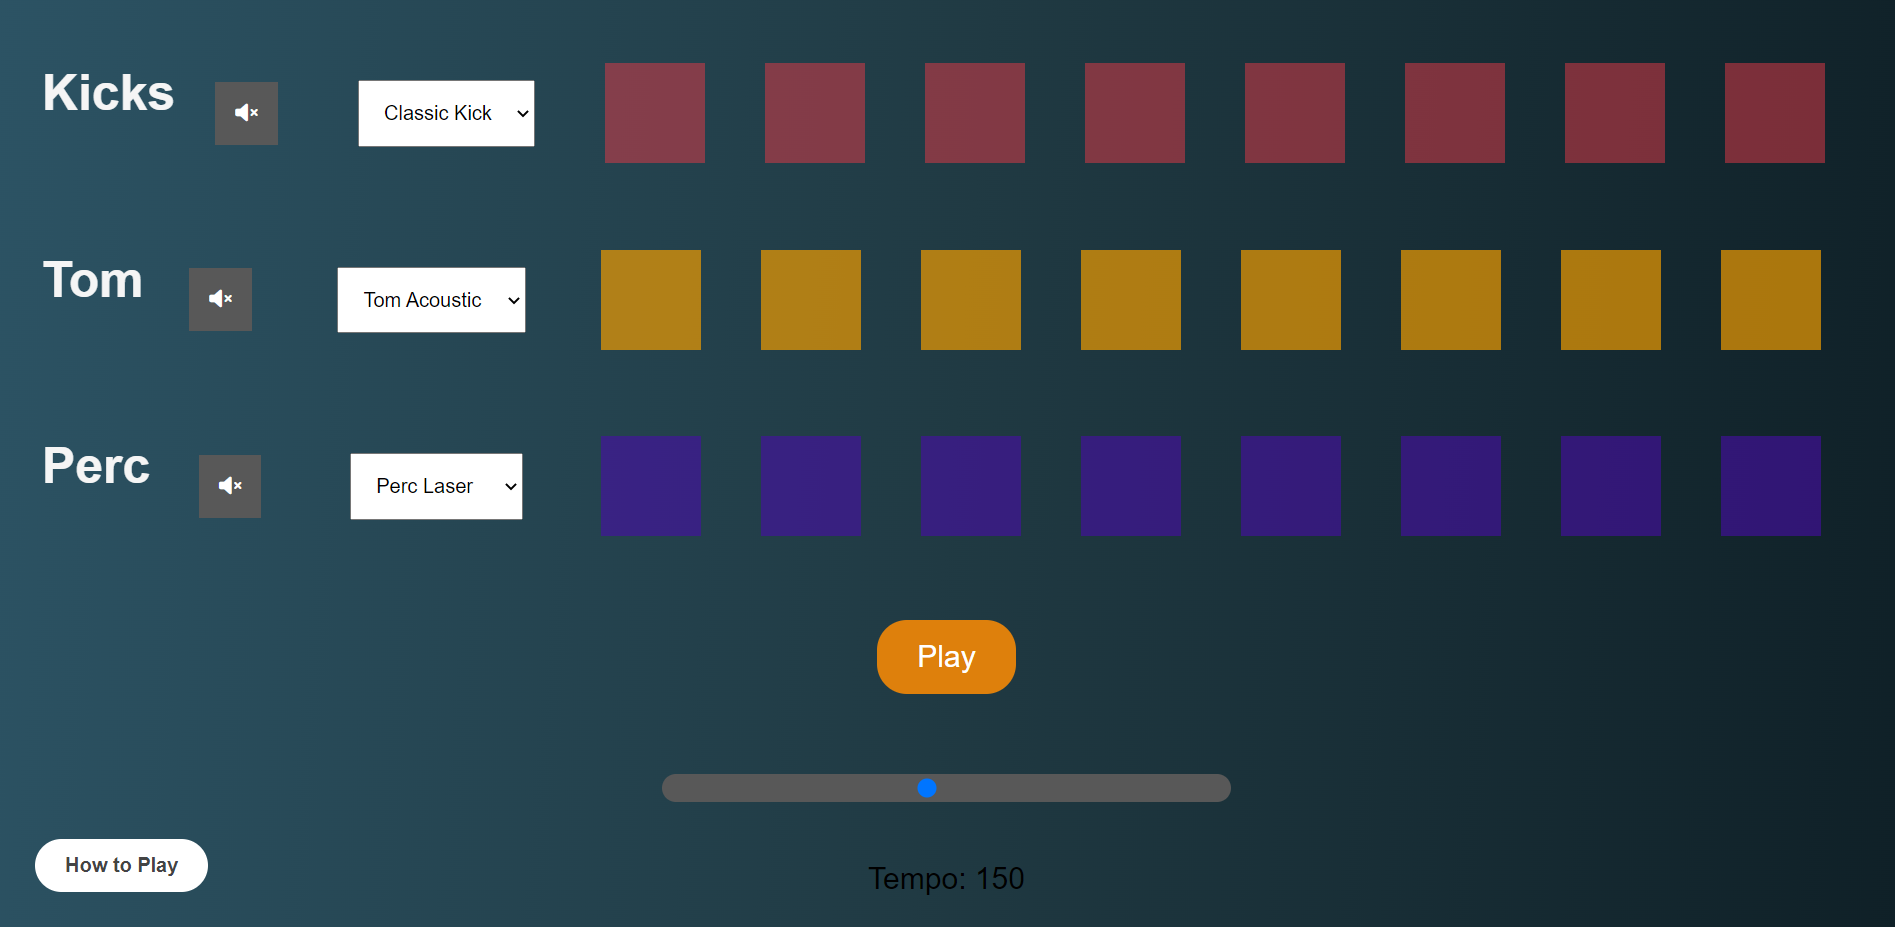 Kicks
Classic Kick
Tom
Tom Acoustic
Perc
Perc Laser
Play
How to Play
Tempo: 150